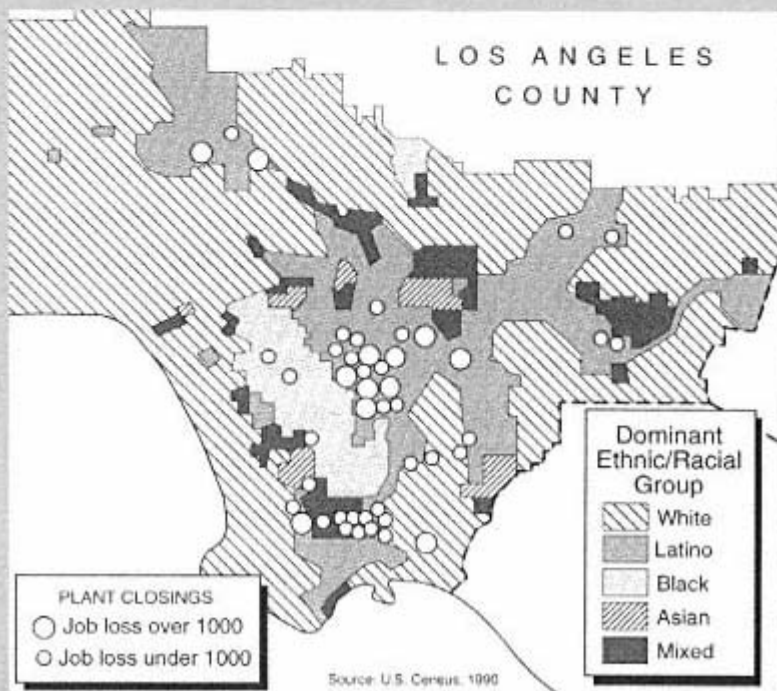 LOS ANGELES
COUNTY
Dominant
Ethnic/Racial
Group
White
Latino
Black
Asian
Mixed
PLANT CLOSINGS
Job loss over 1000
Job loss under 1000
Source: U.S. Census, 1990